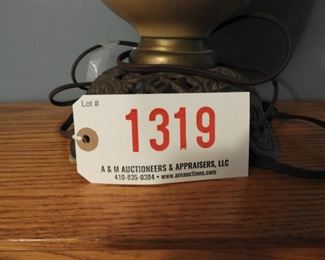 Lot #
1319
A & M AUCTIONEERS & APPRAISERS, LLC
410-835-0384 • www.amauctions.com